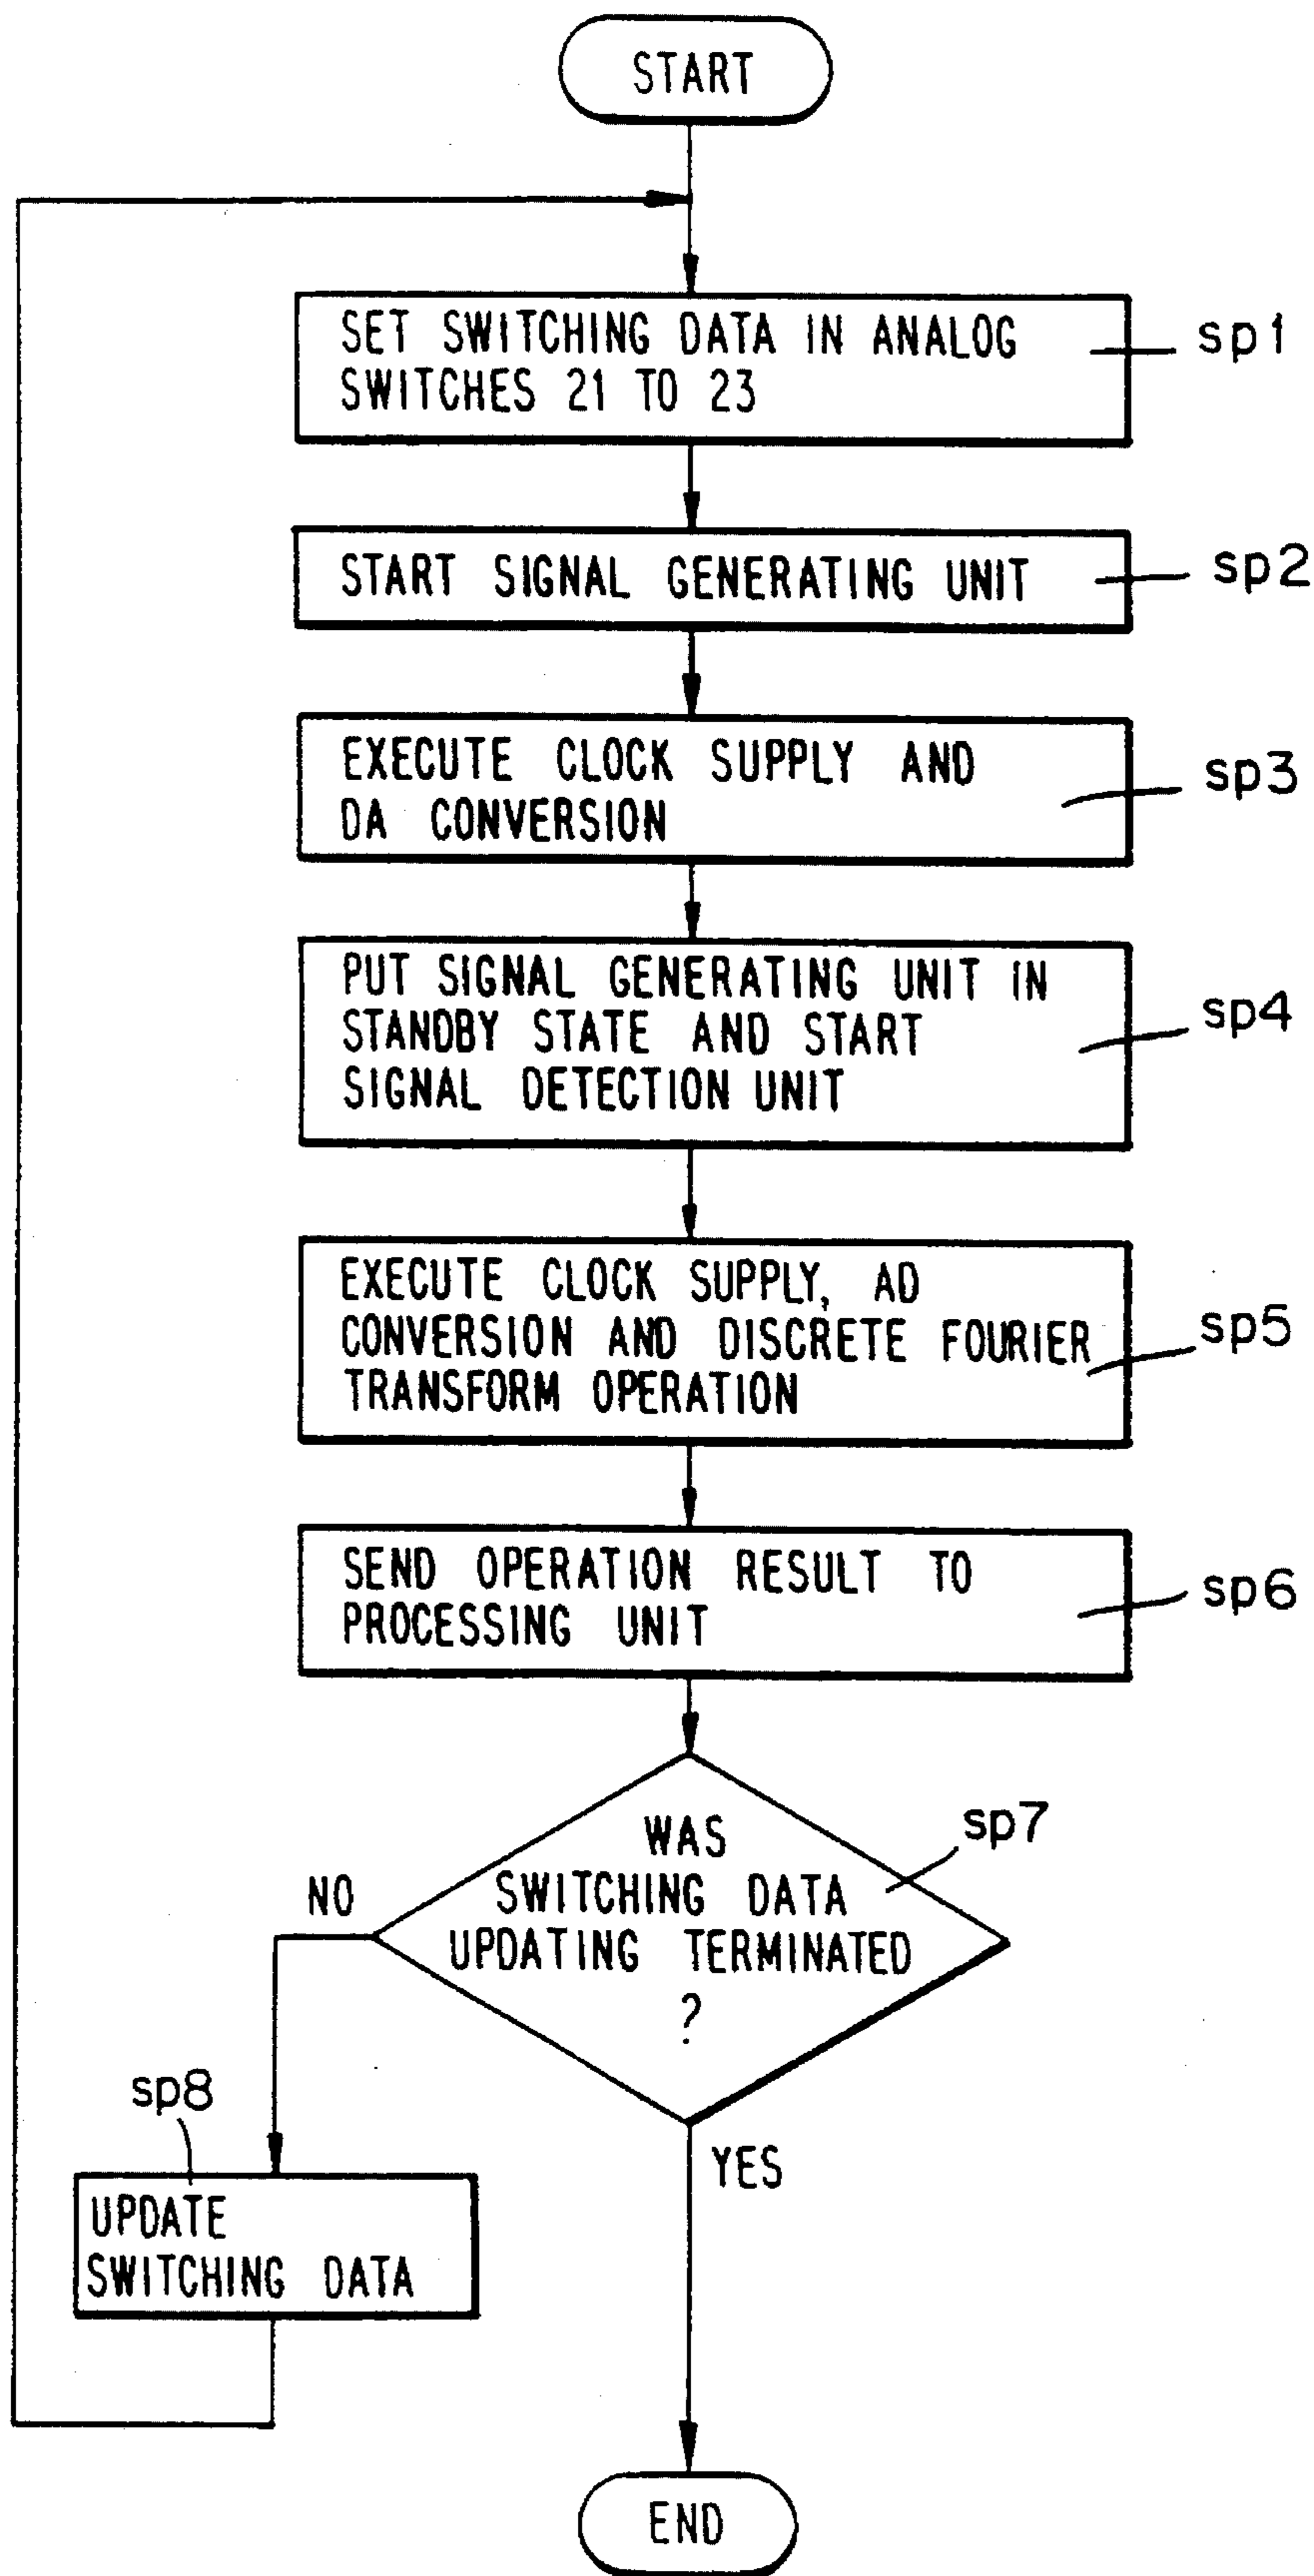 START
SET SWITCHING DATA IN ANALOG
SWITCHES 21 TO 23
sp1
START SIGNAL GENERATING UNIT
sp2
EXECUTE CLOCK SUPPLY AND
DA CONVERSION
sp3
PUT SIGNAL GENERATING UNIT IN
STANDBY STATE AND START
SIGNAL DETECTION UNIT
sp4
EXECUTE CLOCK SUPPLY, AD
CONVERSION AND DISCRETE FOURIER
TRANSFORM OPERATION
sp5
SEND OPERATION RESULT TO
PROCESSING UNIT
sp6
WAS
SWITCHING DATA
UPDATING TERMINATED
?
sp7
NO
YES
sp8
UPDATE
SWITCHING DATA
END